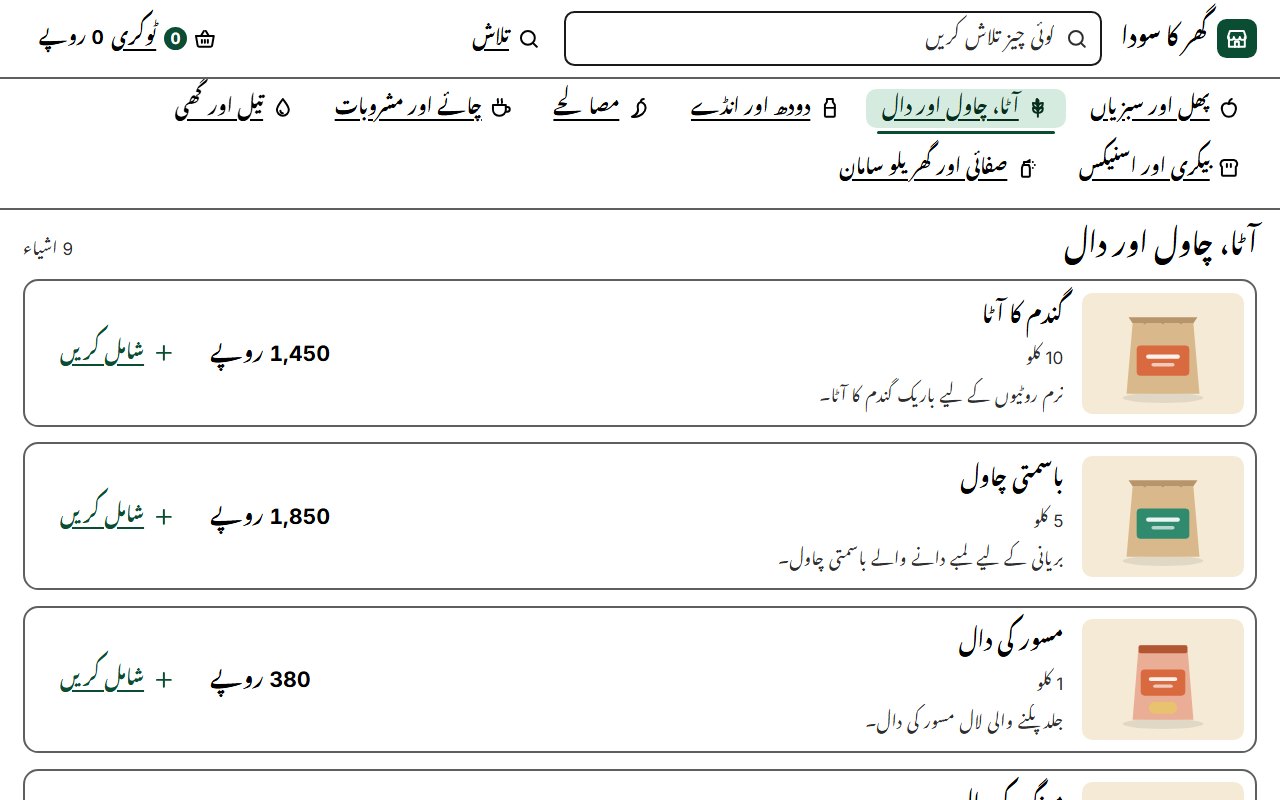 گھر کا سودا
کوئی چیز تلاش کریں
تلاش
ٹوکری 0 0 روپے
پھل اور سبزیاں
آٹا، چاول اور دال
دودھ اور انڈے
مصالحے
چائے اور مشروبات
تیل اور گھی
بیکری اور اسنیکس
صفائی اور گھریلو سامان
آٹا، چاول اور دال
9 اشیاء
گندم کا آٹا
10 کلو
نرم روٹیوں کے لیے باریک گندم کا آٹا۔
1,450 روپے
شامل کریں
باسمتی چاول
5 کلو
بریانی کے لیے لمبے دانے والے باسمتی چاول۔
1,850 روپے
شامل کریں
مسور کی دال
1 کلو
جلد پکنے والی لال مسور کی دال۔
380 روپے
شامل کریں